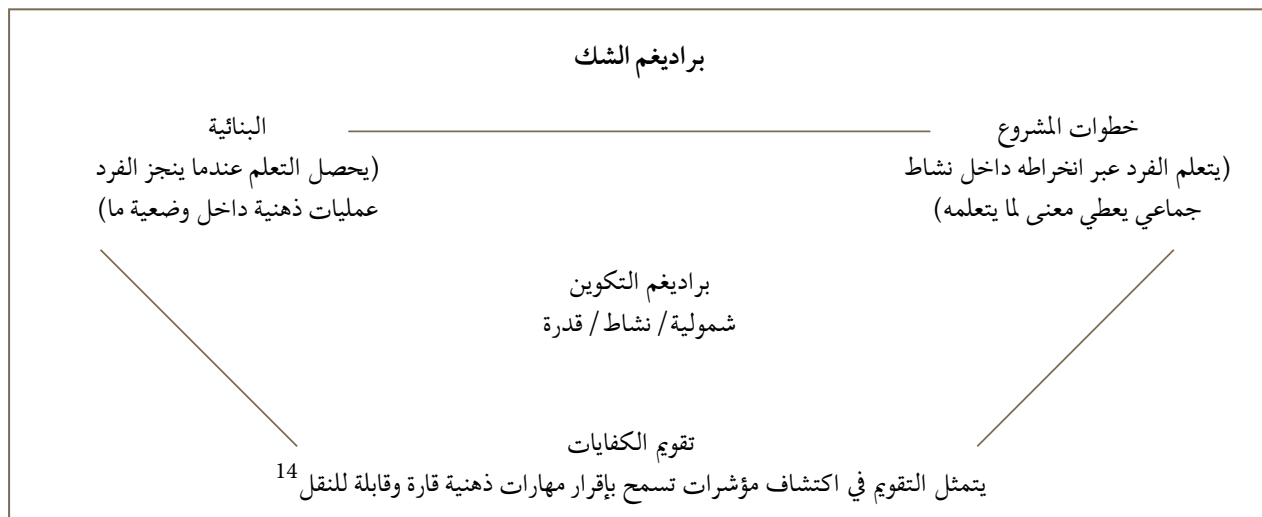 براديغم الشك
خطوات المشروع
(يتعلم الفرد عبر انخراطه داخل نشاط
جماعي يعطي معنى لما يتعلمه)
البنائية
(يحصل التعلم عندما ينجز الفرد
عمليات ذهنية داخل وضعية ما)
براديغم التكوين
شمولية/ نشاط/ قدرة
تقويم الكفايات
يتمثل التقويم في اكتشاف مؤشرات تسمح بإقرار مهارات ذهنية قارة وقابلة للنقل14